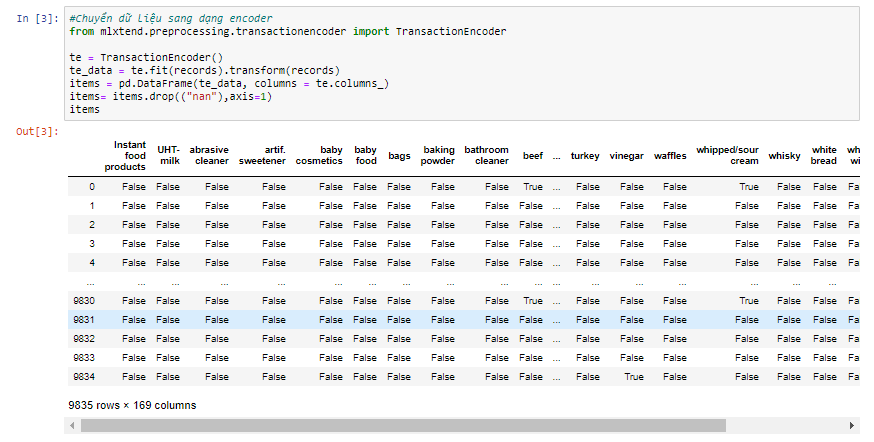 In [3]:
#Chuyển dữ liệu sang dạng encoder
from mlxtend.preprocessing.transactionencoder import TransactionEncoder
te = TransactionEncoder()
te_data = te.fit(records).transform(records)
items = pd.DataFrame(te_data, columns = te.columns_)
items= items.drop(("nan"),axis=1)
items
Out[3]:
Instant food products UHT-milk abrasive cleaner artif. sweetener baby cosmetics baby food bags baking powder bathroom cleaner beef ... turkey vinegar waffles whipped/sour cream whisky white bread wh wi
0 False False False False False False False False False True ... False False False True False False Fa
1 False False False False False False False False False False ... False False False False False False Fa
2 False False False False False False False False False False ... False False False False False False Fa
3 False False False False False False False False False False ... False False False False False False Fa
4 False False False False False False False False False False ... False False False False False False Fa
... ... ... ... ... ... ... ... ... ... ... ... ... ... ... ... ... ...
9830 False False False False False False False False False True ... False False False True False False Fa
9831 False False False False False False False False False False ... False False False False False False Fa
9832 False False False False False False False False False False ... False False False False False False Fa
9833 False False False False False False False False False False ... False False False False False False Fa
9834 False False False False False False False False False False ... False True False False False False Fa
9835 rows × 169 columns